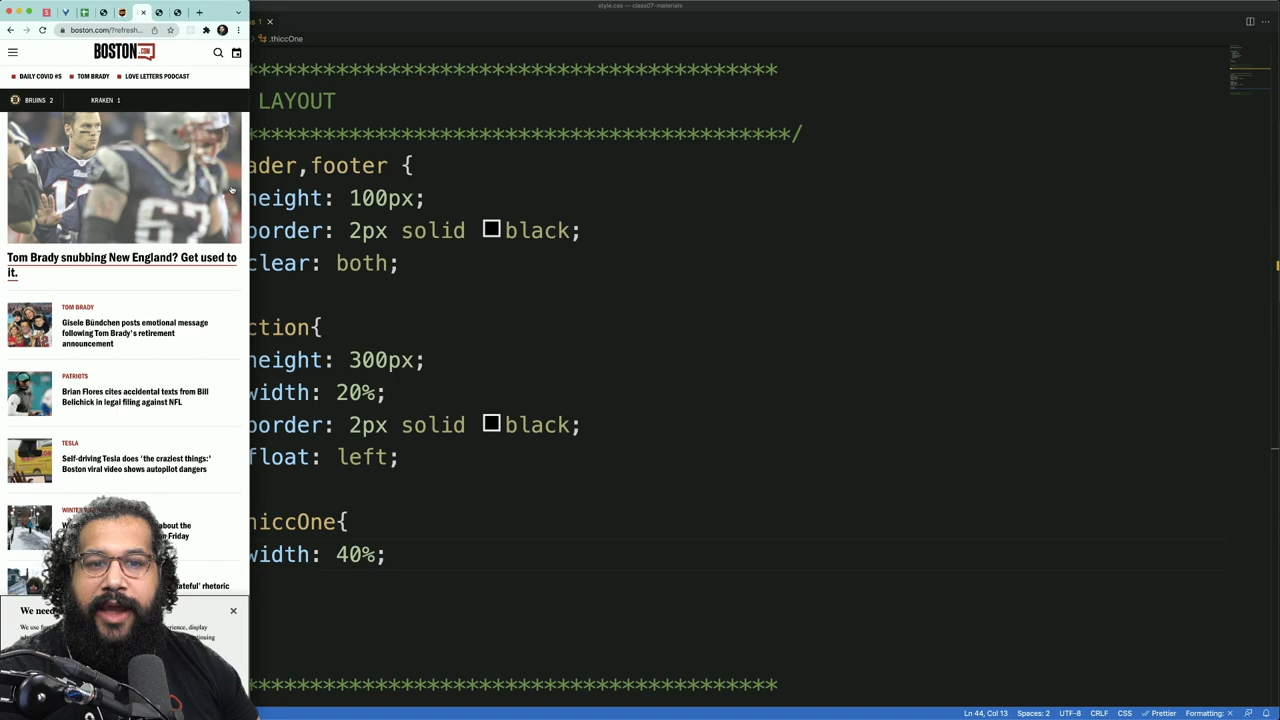 style.css — class07-materials
boston.com/?refresh...
1
.thiccOne
BOSTON.COM
DAILY COVID #S
TOM BRADY
LOVE LETTERS PODCAST
BRUINS 2
KRAKEN 1
Tom Brady snubbing New England? Get used to
it.
TOM BRADY
Gisele Bündchen posts emotional message
following Tom Brady's retirement
announcement
PATRIOTS
Brian Flores cites accidental texts from Bill
Belichick in legal filing against NFL
TESLA
Self-driving Tesla does 'the craziest things:'
Boston viral video shows autopilot dangers
about the
Friday
rhetoric
We need
We use
display
******************************************
LAYOUT
******************************************/
ader,footer {
height: 100px;
border: 2px solid black;
clear: both;
ction{
height: 300px;
width: 20%;
border: 2px solid black;
float: left;
hiccOne{
width: 40%;
******************************************
Ln 44, Col 13
Spaces: 2
UTF-8
CRLF
CSS
Prettier
Formatting: ×